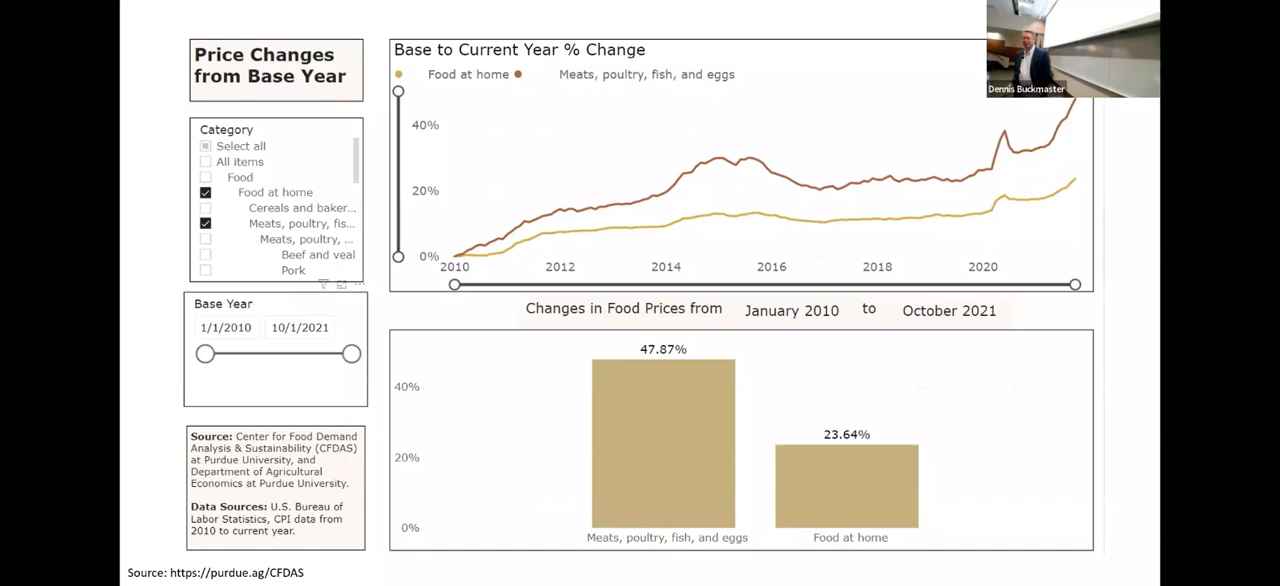 Price Changes
from Base Year
Category
Select all
All items
Food
Food at home
Cereals and baker...
Meats, poultry, fis...
Meats, poultry, ...
Beef and veal
Pork
Base Year
1/1/2010 10/1/2021
Source: Center for Food Demand
Analysis & Sustainability (CFDAS)
at Purdue University, and
Department of Agricultural
Economics at Purdue University.
Data Sources: U.S. Bureau of
Labor Statistics, CPI data from
2010 to current year.
Base to Current Year % Change
Food at home Meats, poultry, fish, and eggs
40%
20%
0%
2010 2012 2014 2016 2018 2020
Changes in Food Prices from January 2010 to October 2021
47.87%
40%
23.64%
20%
0%
Meats, poultry, fish, and eggs Food at home
Dennis Buckmaster
Source: https://purdue.ag/CFDAS